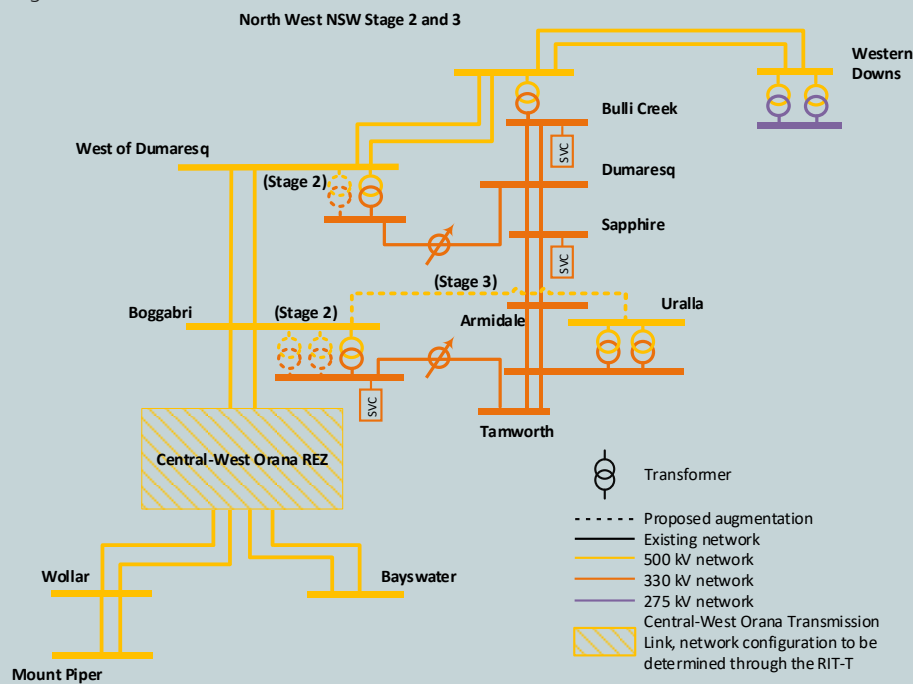 North West NSW Stage 2 and 3
Western
Downs
Bulli Creek
SVC
West of Dumaresq
(Stage 2)
Dumaresq
Sapphire
SVC
(Stage 3)
Boggabri
(Stage 2)
Armidale
Uralla
SVC
Tamworth
Central-West Orana REZ
Transformer
Proposed augmentation
Existing network
500 kV network
330 kV network
275 kV network
Central-West Orana Transmission
Link, network configuration to be
determined through the RIT-T
Wollar
Bayswater
Mount Piper